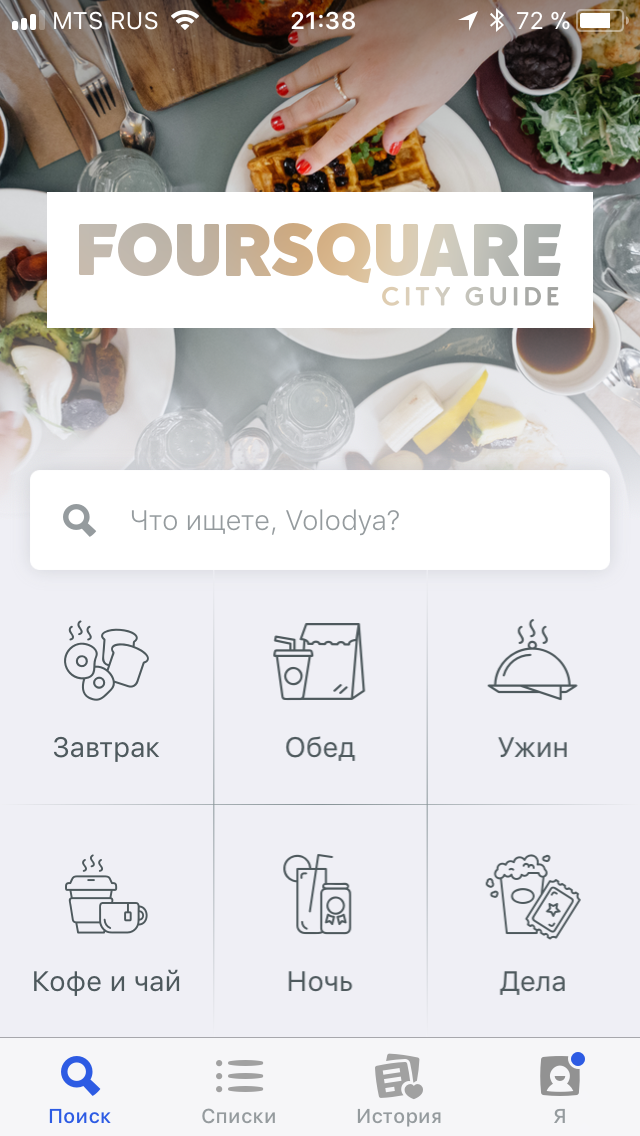 MTS RUS 21:38 72 %
FOURSQUARE
CITY GUIDE
Что ищете, Volodya?
Завтрак Обед Ужин
Кофе и чай Ночь Дела
Поиск Списки История Я